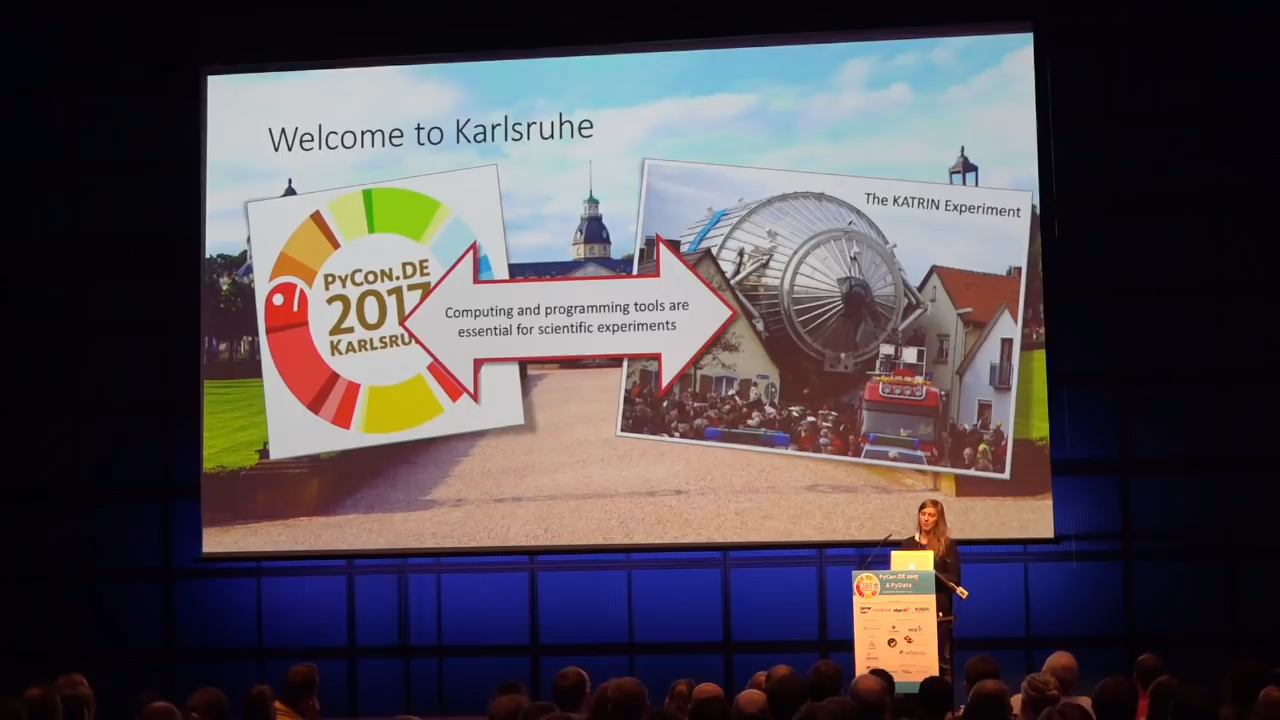 Welcome to Karlsruhe
PyCon.DE
2017
KARLSRU
The KATRIN Experiment
Computing and programming tools are
essential for scientific experiments
PyCon.DE 2017
& PyData